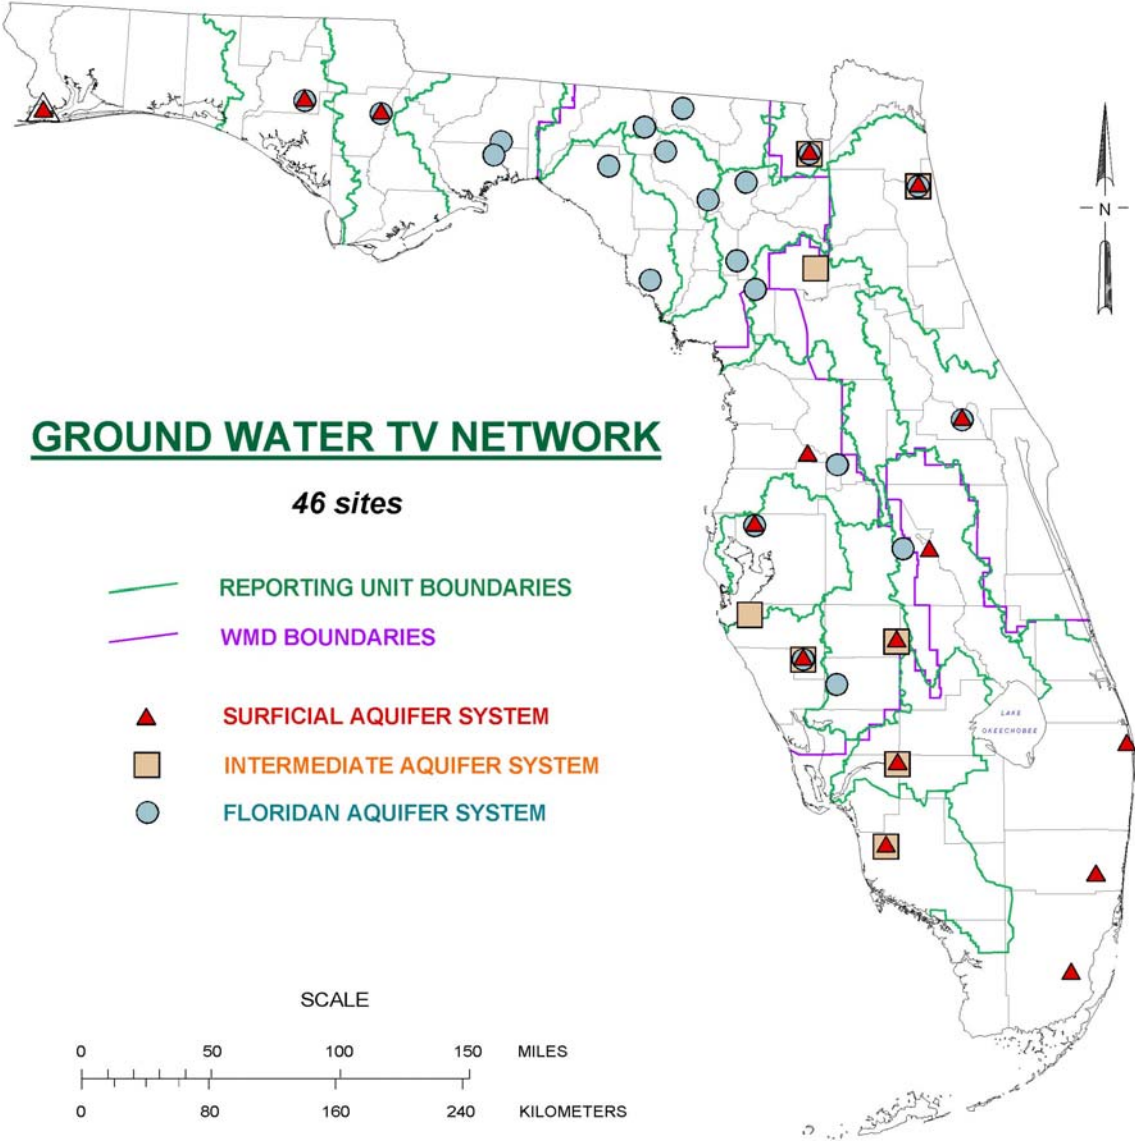 N
GROUND WATER TV NETWORK
46 sites
REPORTING UNIT BOUNDARIES
WMD BOUNDARIES
SURFICIAL AQUIFER SYSTEM
INTERMEDIATE AQUIFER SYSTEM
FLORIDAN AQUIFER SYSTEM
LAKE
OKEECHOBEE
SCALE
0 50 100 150 MILES
0 80 160 240 KILOMETERS